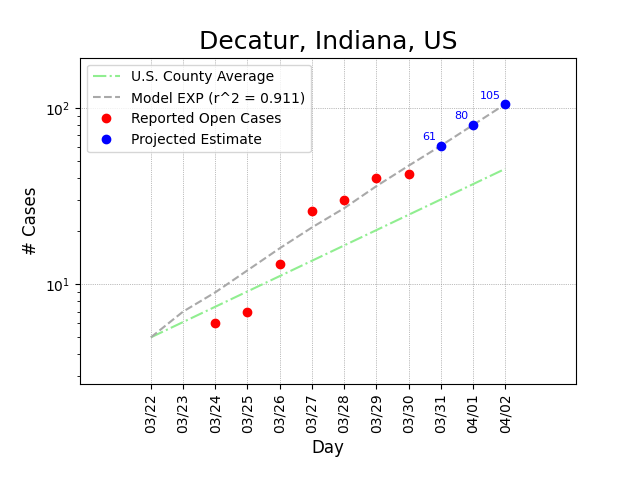 Decatur, Indiana, US
U.S. County Average
Model EXP (r^2 = 0.911)
Reported Open Cases
Projected Estimate
105
80
61
10^2
10^1
# Cases
03/22
03/23
03/24
03/25
03/26
03/27
03/28
03/29
03/30
03/31
04/01
04/02
Day